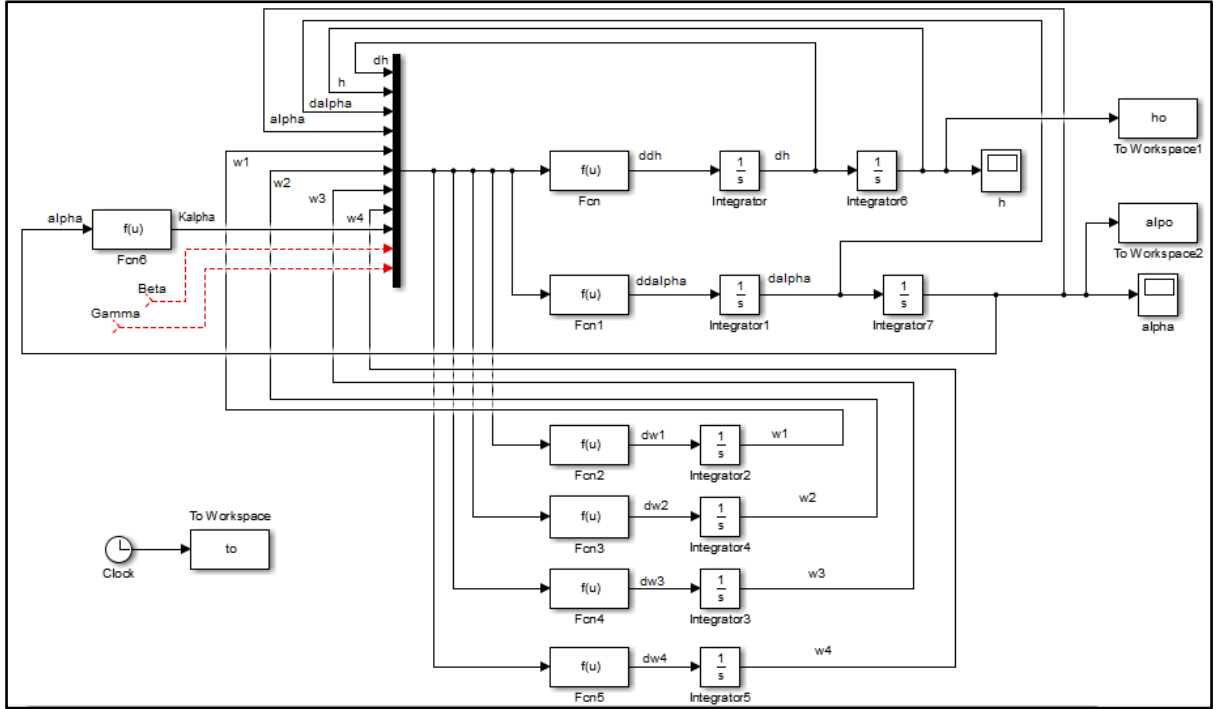 dh
h
dalpha
alpha
w1
w2
w3
w4
alpha
f(u)
Fcn6
Kalpha
Beta
Gamma
f(u)
Fcn
ddh
1
s
Integrator
dh
1
s
Integrator6
h
ho
To Workspace1
alpo
To Workspace2
f(u)
Fcn1
ddalpha
1
s
Integrator1
dalpha
1
s
Integrator7
alpha
f(u)
Fcn2
dw1
1
s
Integrator2
w1
f(u)
Fcn3
dw2
1
s
Integrator4
w2
To Workspace
to
Clock
f(u)
Fcn4
dw3
1
s
Integrator3
w3
f(u)
Fcn5
dw4
1
s
Integrator5
w4